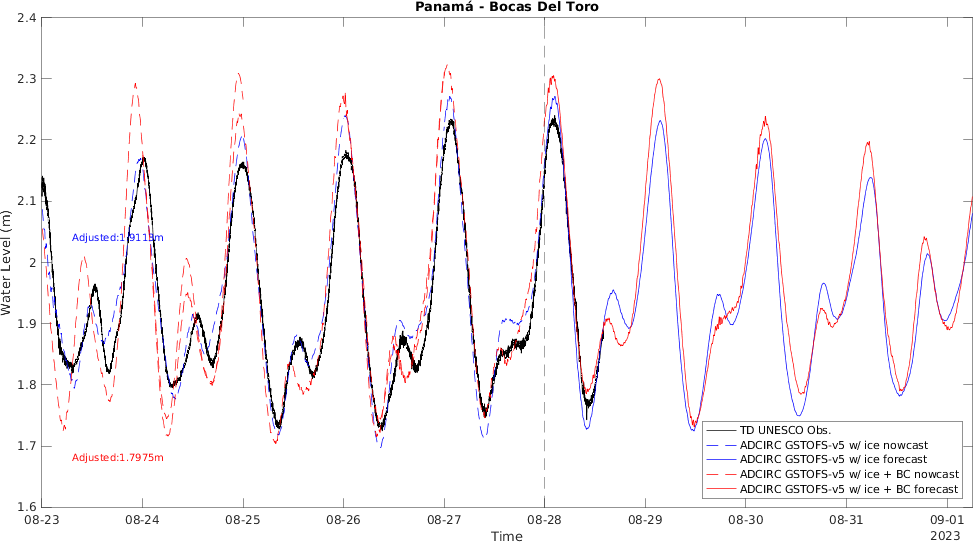 Panamá - Bocas Del Toro
2.4
2.3
2.2
2.1
2
1.9
1.8
1.7
1.6
Water Level (m)
Adjusted:1.9113m
Adjusted:1.7975m
TD UNESCO Obs.
ADCIRC GSTOFS-v5 w/ ice nowcast
ADCIRC GSTOFS-v5 w/ ice forecast
ADCIRC GSTOFS-v5 w/ ice + BC nowcast
ADCIRC GSTOFS-v5 w/ ice + BC forecast
08-23 08-24 08-25 08-26 08-27 08-28 08-29 08-30 08-31 09-01
Time
2023